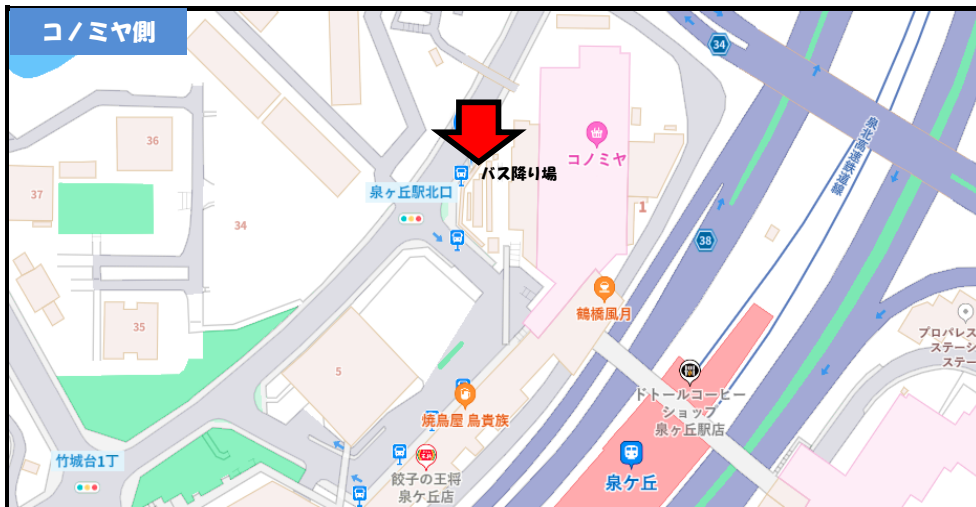 コノミヤ側
34
36
コノミヤ
バス降り場
泉北高速鉄道線
37
泉ヶ丘駅北口
1
34
38
鶴橋風月
35
プロパレス
ステーシ
ステー
5
ドトールコーヒー
ショップ
泉ヶ丘駅店
焼鳥屋 鳥貴族
竹城台1丁
餃子の王将
泉ケ丘店
泉ケ丘